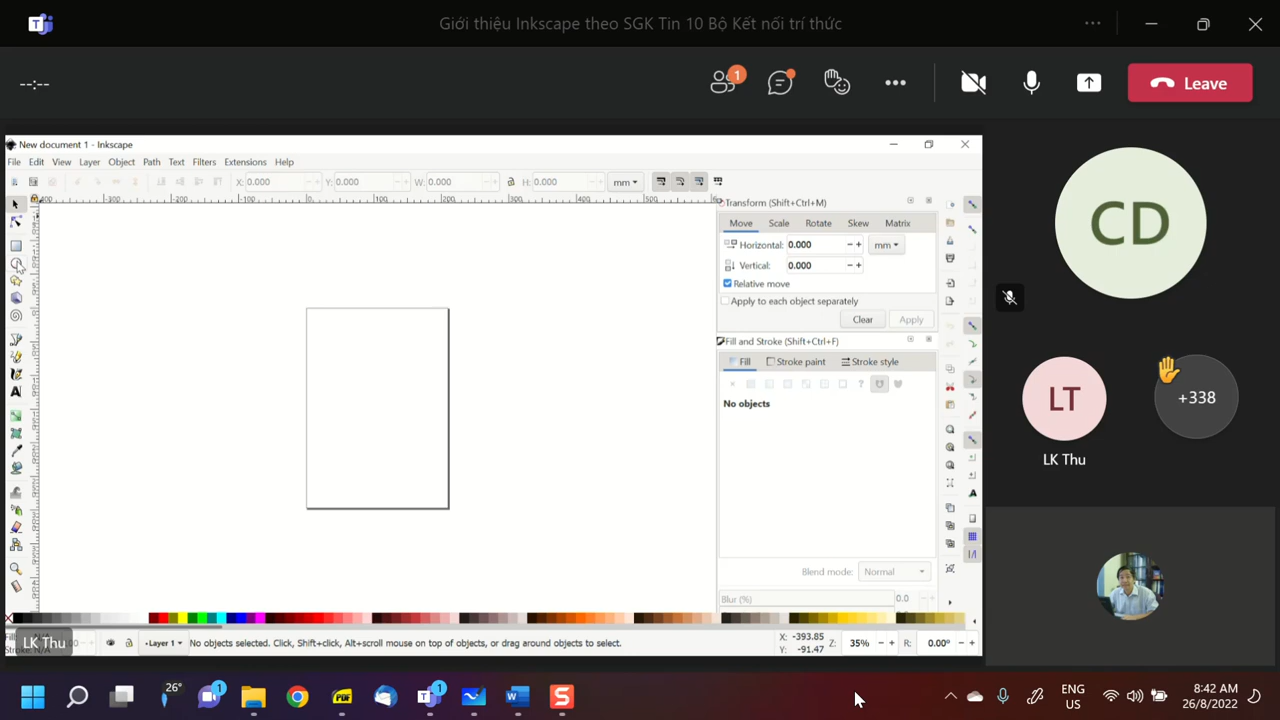 Giới thiệu Inkscape theo SGK Tin 10 Bộ Kết nối trí thức
--:--
1
Leave
New document 1 - Inkscape
File Edit View Layer Object Path Text Filters Extensions Help
X: 0.000 Y: 0.000 W: 0.000 H: 0.000 mm
Transform (Shift+Ctrl+M)
Move Scale Rotate Skew Matrix
Horizontal: 0.000 mm
Vertical: 0.000
Relative move
Apply to each object separately
Clear Apply
Fill and Stroke (Shift+Ctrl+F)
Fill Stroke paint Stroke style
No objects
Blend mode: Normal
Blur (%) 0.0
LK Thu
Layer 1 No objects selected. Click, Shift+click, Alt+scroll mouse on top of objects, or drag around objects to select.
X: -393.85
Y: -91.47
Z: 35% R: 0.00°
CD
LT
LK Thu
+338
26°
1
PDF
1
ENG
US
8:42 AM
26/8/2022